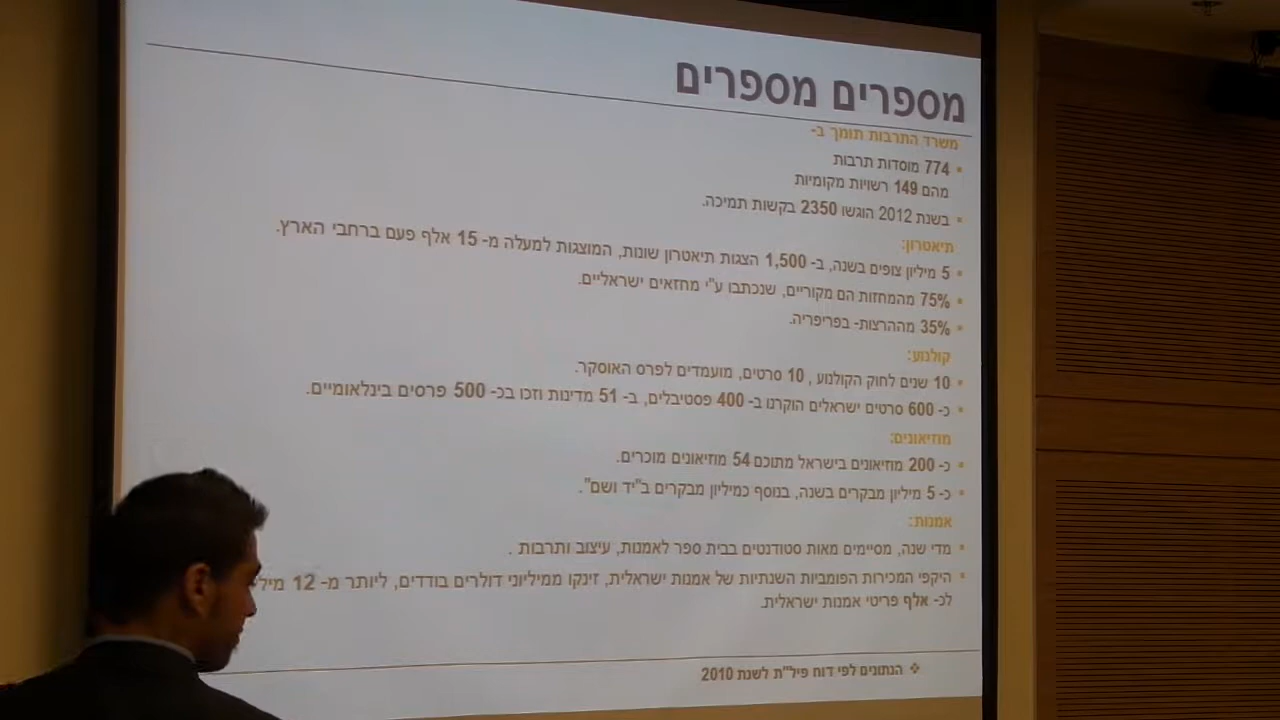 מספרים מספרים
משרד התרבות תומך ב-
▪ 774 מוסדות תרבות
מהם 149 רשויות מקומיות
▪ בשנת 2012 הוגשו 2350 בקשות תמיכה.
תיאטרון:
▪ 5 מיליון צופים בשנה, ב- 1,500 הצגות תיאטרון שונות, המוצגות למעלה מ- 15 אלף פעם ברחבי הארץ.
▪ 75% מהמחזות הם מקוריים, שנכתבו ע"י מחזאים ישראליים.
▪ 35% מההרצות- בפריפריה.
קולנוע:
▪ 10 שנים לחוק הקולנוע , 10 סרטים, מועמדים לפרס האוסקר.
▪ כ- 600 סרטים ישראלים הוקרנו ב- 400 פסטיבלים, ב- 51 מדינות וזכו בכ- 500 פרסים בינלאומיים.
מוזיאונים:
▪ כ- 200 מוזיאונים בישראל מתוכם 54 מוזיאונים מוכרים.
▪ כ- 5 מיליון מבקרים בשנה, בנוסף כמיליון מבקרים ב"יד ושם".
אמנות:
▪ מדי שנה, מסיימים מאות סטודנטים בבית ספר לאמנות, עיצוב ותרבות .
▪ היקפי המכירות הפומביות השנתיות של אמנות ישראלית, זינקו ממיליוני דולרים בודדים, ליותר מ- 12
לכ- אלף פריטי אמנות ישראלית.
❖ הנתונים לפי דוח פיל"ת לשנת 2010